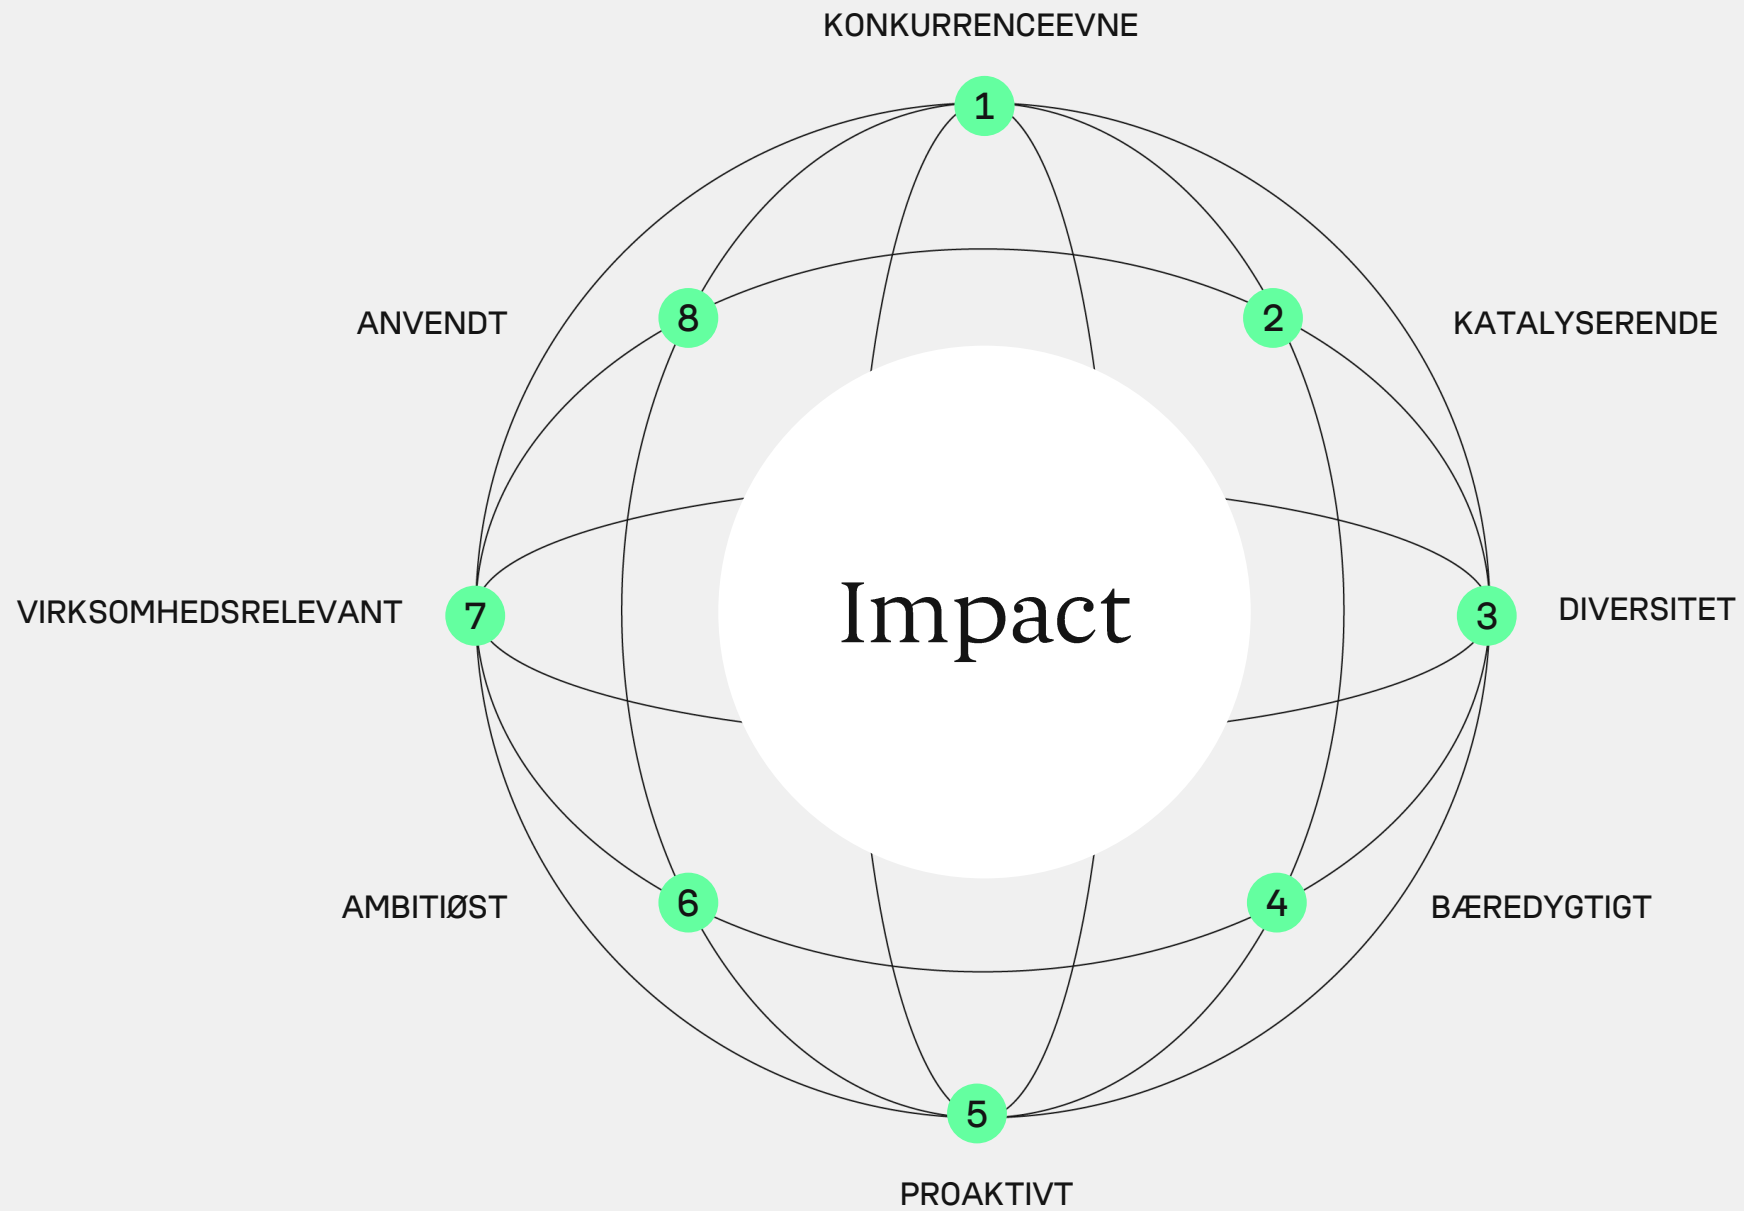 KONKURRENCEEVNE
1
ANVENDT
8
2
KATALYSERENDE
VIRKSOMHEDSRELEVANT
7
Impact
3
DIVERSITET
AMBITIØST
6
4
BÆREDYGTIGT
5
PROAKTIVT